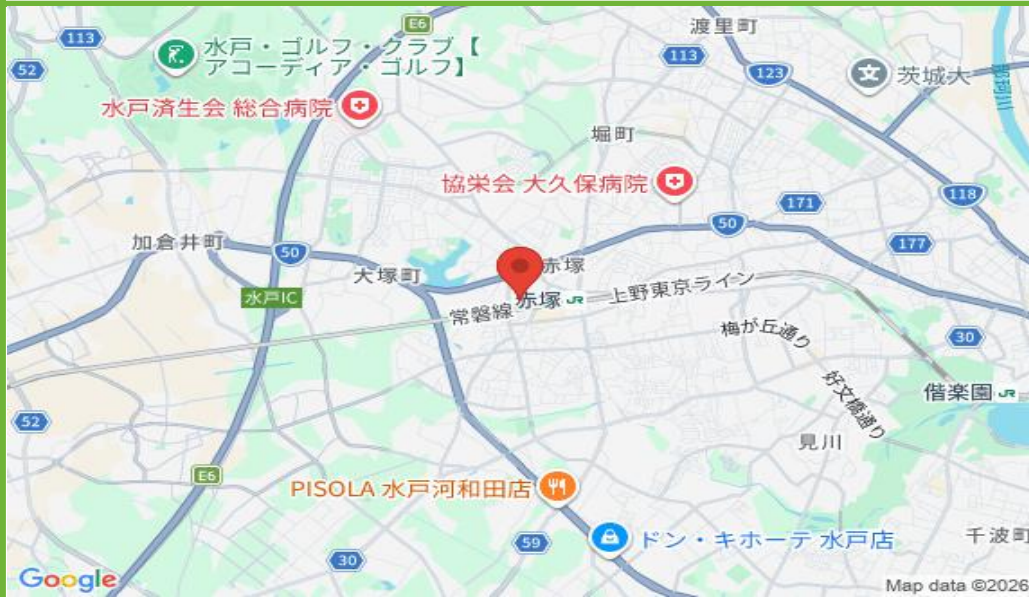 E6
渡里町
113
水戸・ゴルフ・クラブ【
アコーディア・ゴルフ】
52
113
123
茨城大
那珂川
水戸済生会 総合病院
堀町
協栄会 大久保病院
118
171
50
177
加倉井町
50
大塚町
赤塚
水戸IC
常磐線
赤塚 JR
上野東京ライン
梅が丘通り
30
偕楽園 JR
好文橋通り
52
見川
E6
PISOLA 水戸河和田店
59
ドン・キホーテ 水戸店
千波町
30
Google
Map data ©2026